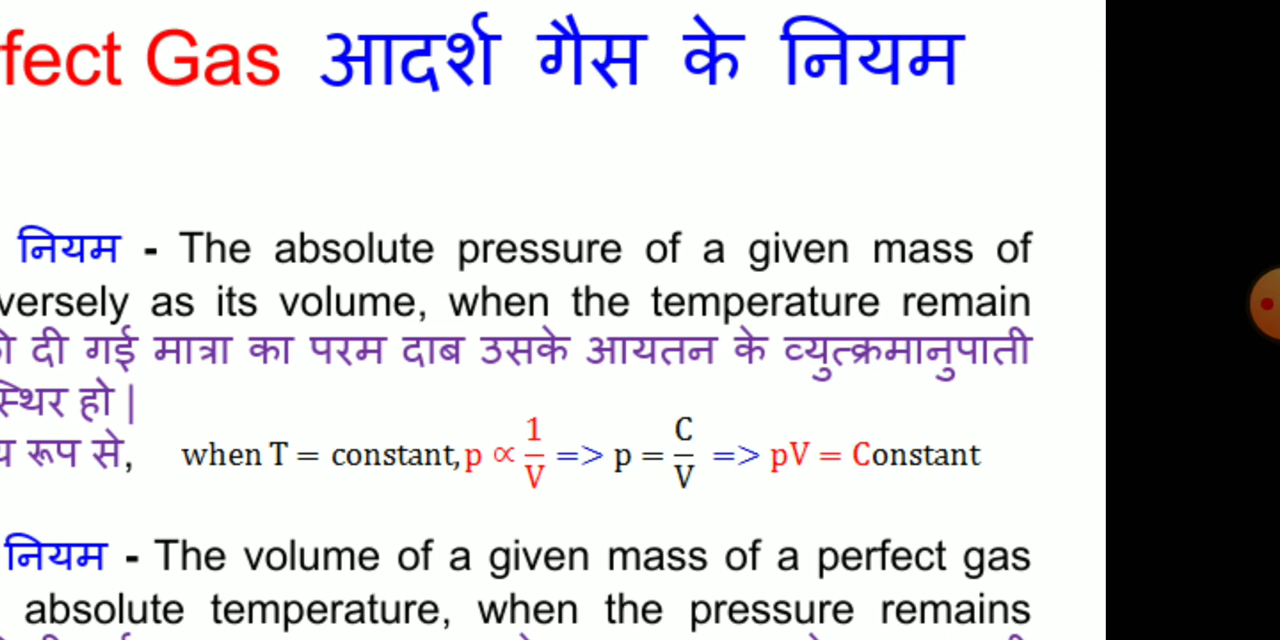 fect Gas आदर्श गैस के नियम
नियम - The absolute pressure of a given mass of
versely as its volume, when the temperature remain
दी गई मात्रा का परम दाब उसके आयतन के व्युत्क्रमानुपाती
स्थिर हो |
रूप से, when T = constant, p ∝ 1/V => p = C/V => pV = Constant
नियम - The volume of a given mass of a perfect gas
absolute temperature, when the pressure remains